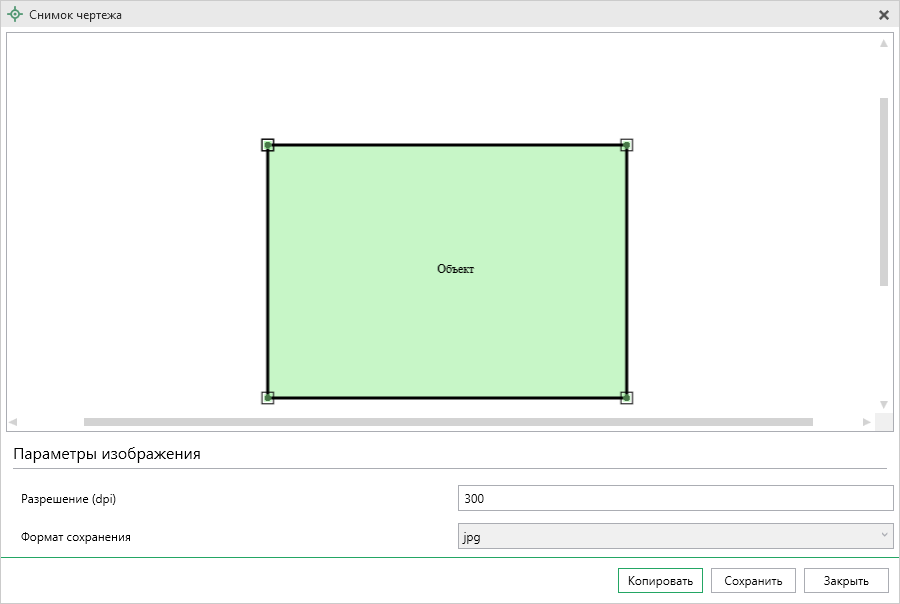 Снимок чертежа
Объект
Параметры изображения
Разрешение (dpi)
300
Формат сохранения
jpg
Копировать
Сохранить
Закрыть